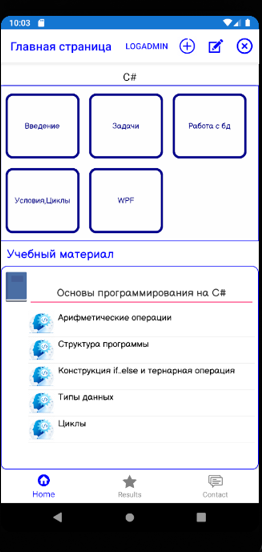 10:03
Главная страница LOGADMIN
C#
Введение Задачи Работа с бд
Условия,Циклы WPF
Учебный материал
Основы программирования на C#
Арифметические операции
Структура программы
Конструкция if..else и тернарная операция
Типы данных
Циклы
Home Results Contact